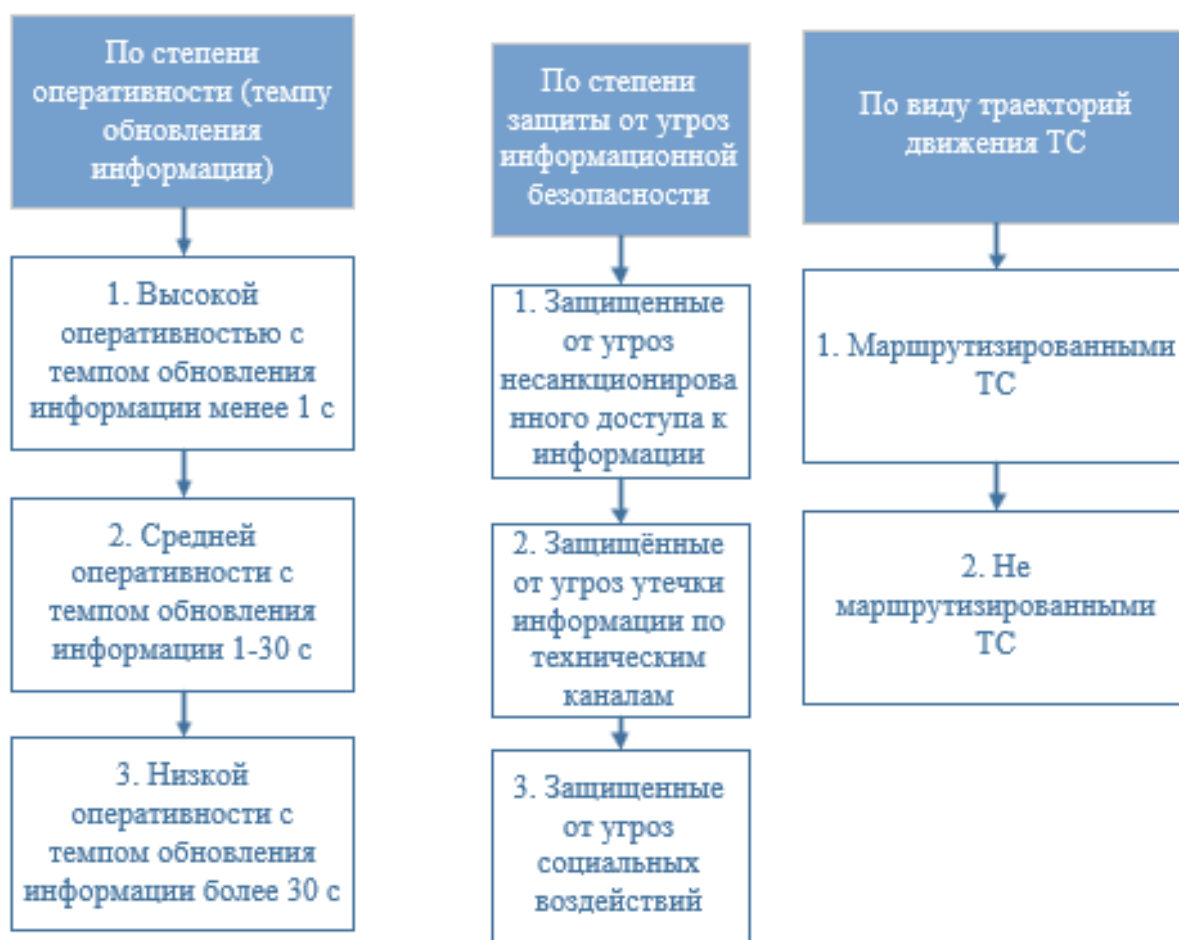 По степени
оперативности (темпу
обновления
информации)
1. Высокой
оперативностью с
темпом обновления
информации менее 1 с
2. Средней
оперативности с
темпом обновления
информации 1-30 с
3. Низкой
оперативности с
темпом обновления
информации более 30 с
По степени
защиты от угроз
информационной
безопасности
1. Защищенные
от угроз
несанкционирова
нного доступа к
информации
2. Защищённые
от угроз утечки
информации по
техническим
каналам
3. Защищенные
от угроз
социальных
воздействий
По виду траекторий
движения ТС
1. Маршрутизированными
ТС
2. Не
маршрутизированными
ТС